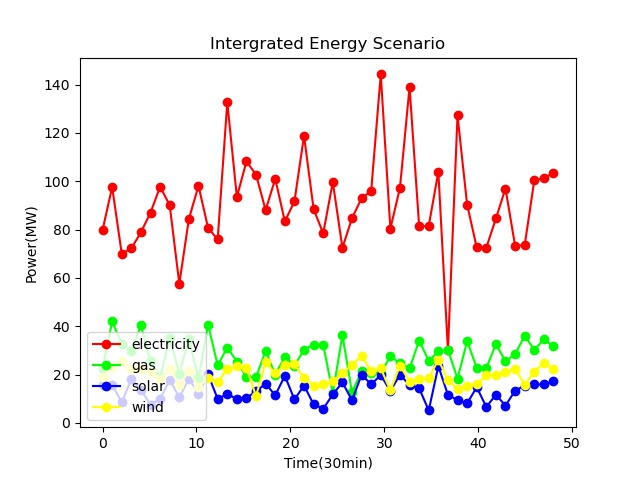 Intergrated Energy Scenario
Power(MW)
140
120
100
80
60
40
20
0
electricity
gas
solar
wind
0 10 20 30 40 50
Time(30min)